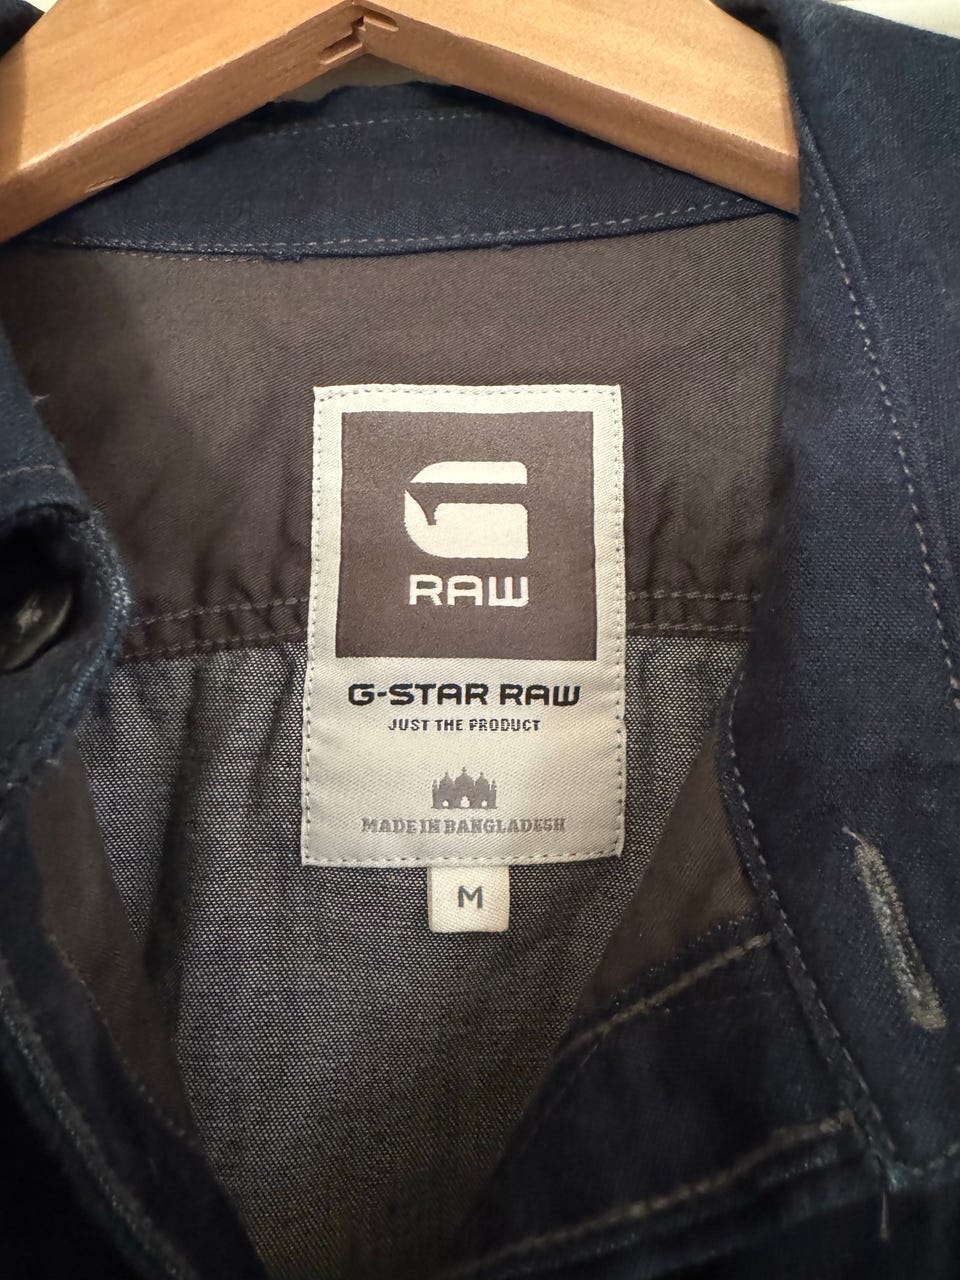 RAW
G-STAR RAW
JUST THE PRODUCT
MADE IN BANGLADESH
M